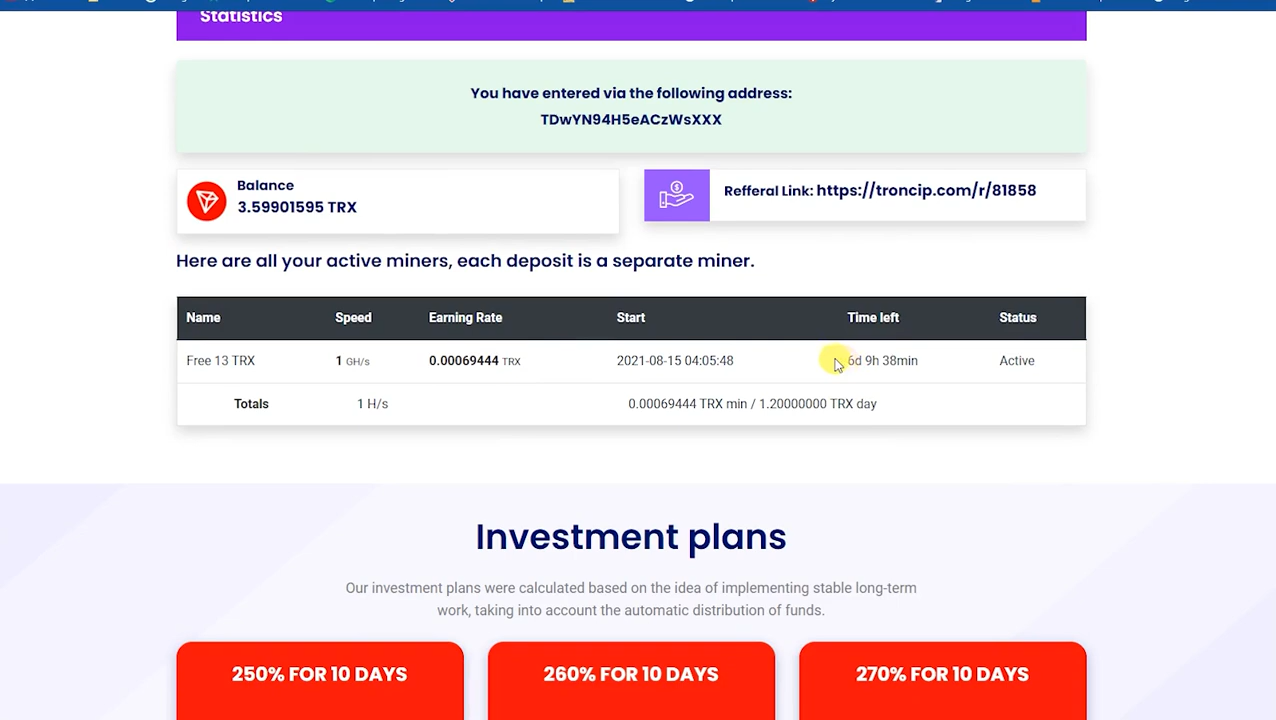 Statistics
You have entered via the following address:
TDwYN94H5eACzWsXXX
Balance
3.59901595 TRX
Refferal Link: https://troncip.com/r/81858
Here are all your active miners, each deposit is a separate miner.
Name Speed Earning Rate Start Time left Status
Free 13 TRX 1 GH/s 0.00069444 TRX 2021-08-15 04:05:48 6d 9h 38min Active
Totals 1 H/s 0.00069444 TRX min / 1.20000000 TRX day
Investment plans
Our investment plans were calculated based on the idea of implementing stable long-term
work, taking into account the automatic distribution of funds.
250% FOR 10 DAYS
260% FOR 10 DAYS
270% FOR 10 DAYS